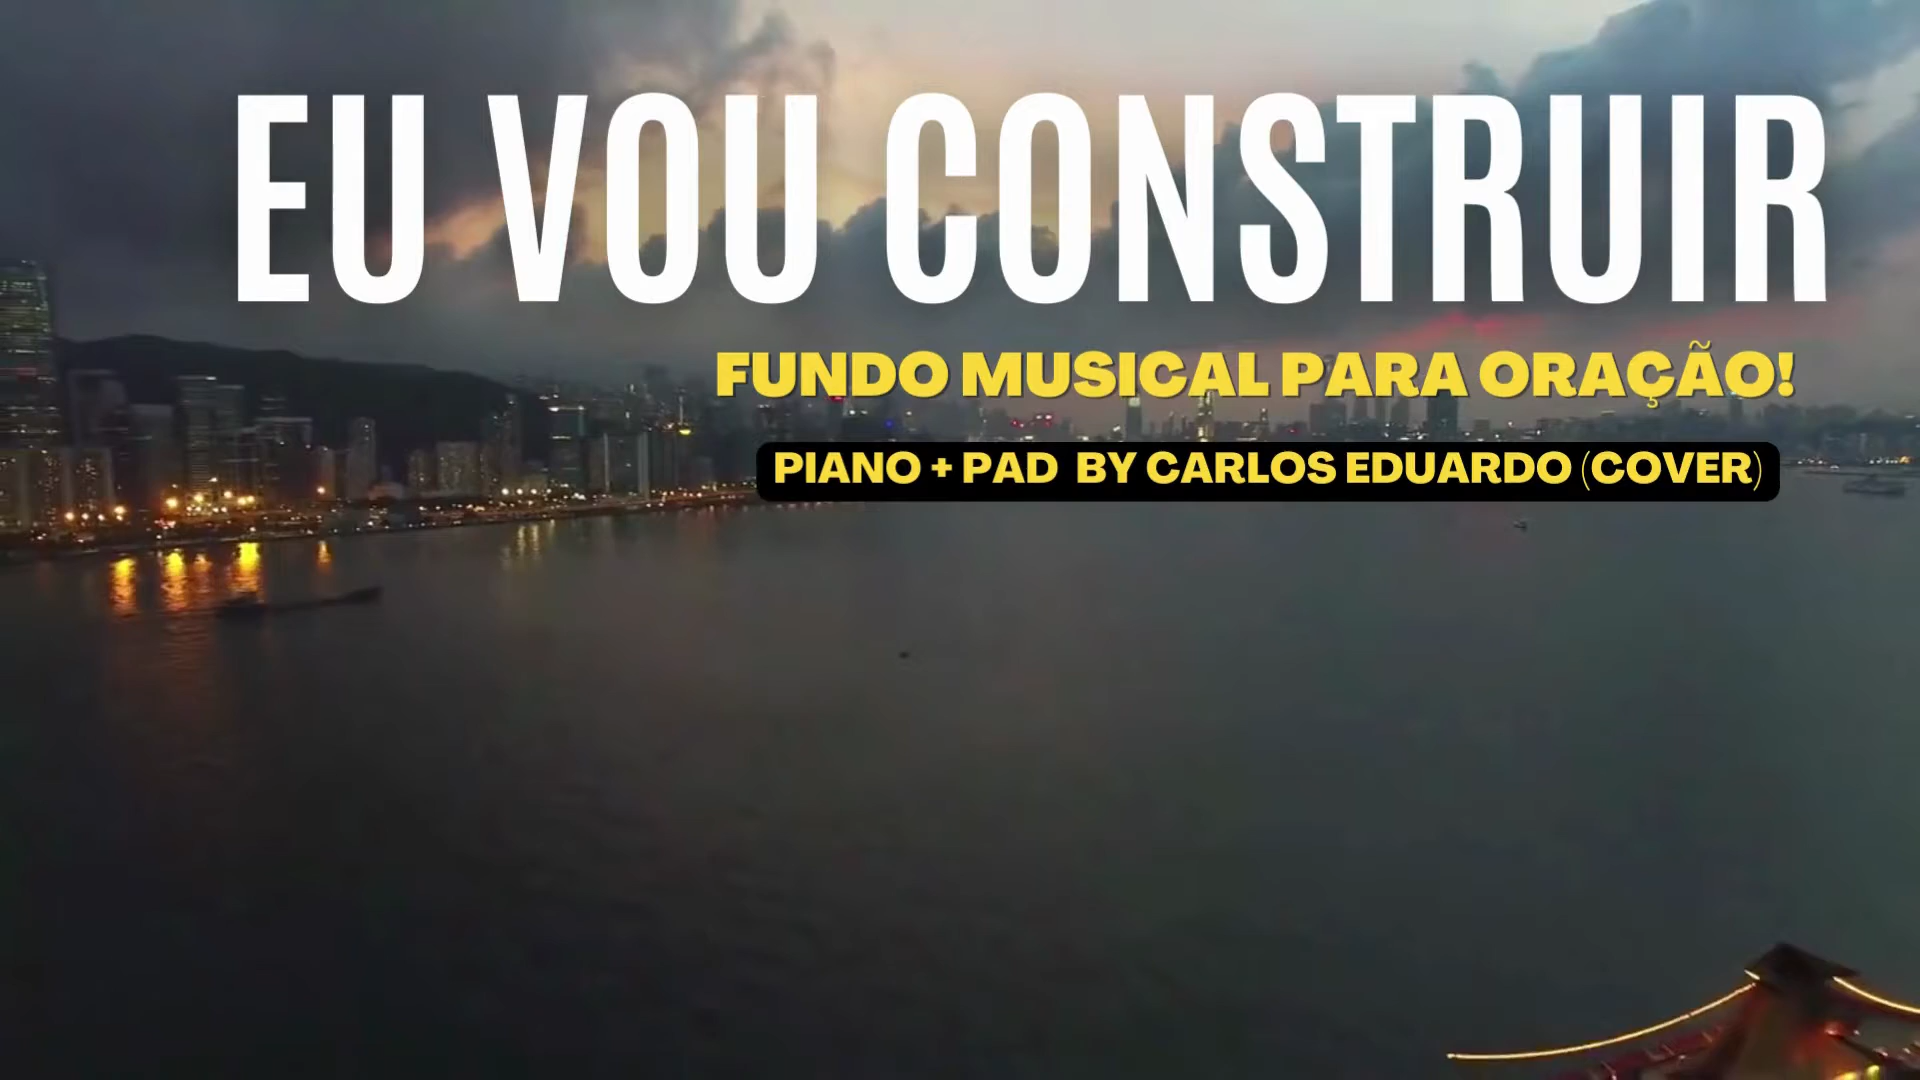 EU VOU CONSTRUIR
FUNDO MUSICAL PARA ORAÇÃO!
PIANO + PAD BY CARLOS EDUARDO (COVER)